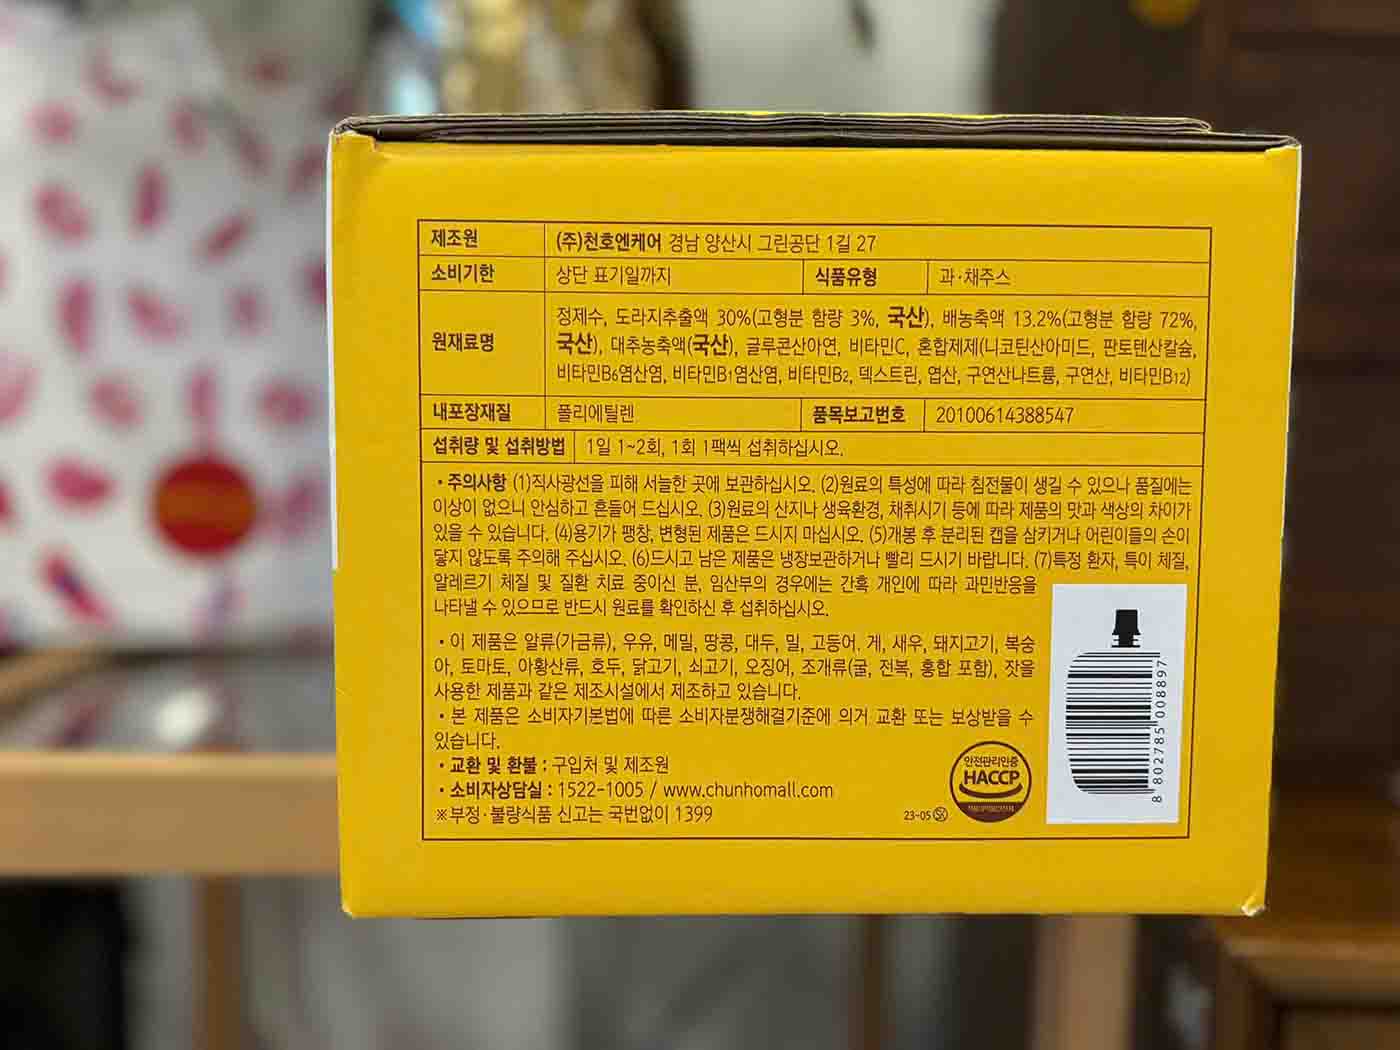 제조원 (주)천호엔케어 경남 양산시 그린공단 1길 27
소비기한 상단 표기일까지 식품유형 과·채주스
원재료명 정제수, 도라지추출액 30%(고형분 함량 3%, 국산), 배농축액 13.2%(고형분 함량 72%,
국산), 대추농축액(국산), 글루콘산아연, 비타민C, 혼합제제(니코틴산아미드, 판토텐산칼슘,
비타민B6염산염, 비타민B1염산염, 비타민B2, 덱스트린, 엽산, 구연산나트륨, 구연산, 비타민B12)
내포장재질 폴리에틸렌 품목보고번호 20100614388547
섭취량 및 섭취방법 1일 1~2회, 1회 1팩씩 섭취하십시오.
・주의사항 (1)직사광선을 피해 서늘한 곳에 보관하십시오. (2)원료의 특성에 따라 침전물이 생길 수 있으나 품질에는
이상이 없으니 안심하고 흔들어 드십시오. (3)원료의 산지나 생육환경, 채취시기 등에 따라 제품의 맛과 색상의 차이가
있을 수 있습니다. (4)용기가 팽창, 변형된 제품은 드시지 마십시오. (5)개봉 후 분리된 캡을 삼키거나 어린이들의 손이
닿지 않도록 주의해 주십시오. (6)드시고 남은 제품은 냉장보관하거나 빨리 드시기 바랍니다. (7)특정 환자, 특이 체질,
알레르기 체질 및 질환 치료 중이신 분, 임산부의 경우에는 간혹 개인에 따라 과민반응을
나타낼 수 있으므로 반드시 원료를 확인하신 후 섭취하십시오.
・이 제품은 알류(가금류), 우유, 메밀, 땅콩, 대두, 밀, 고등어. 게, 새우, 돼지고기, 복숭
아, 토마토, 아황산류, 호두, 닭고기, 쇠고기, 오징어, 조개류(굴, 전복, 홍합 포함), 잣을
사용한 제품과 같은 제조시설에서 제조하고 있습니다.
・본 제품은 소비자기본법에 따른 소비자분쟁해결기준에 의거 교환 또는 보상받을 수
있습니다.
・교환 및 환불 : 구입처 및 제조원
・소비자상담실 : 1522-1005 / www.chunhomall.com
※부정·불량식품 신고는 국번없이 1399
23-05
안전관리인증
HACCP
8 802785 008897